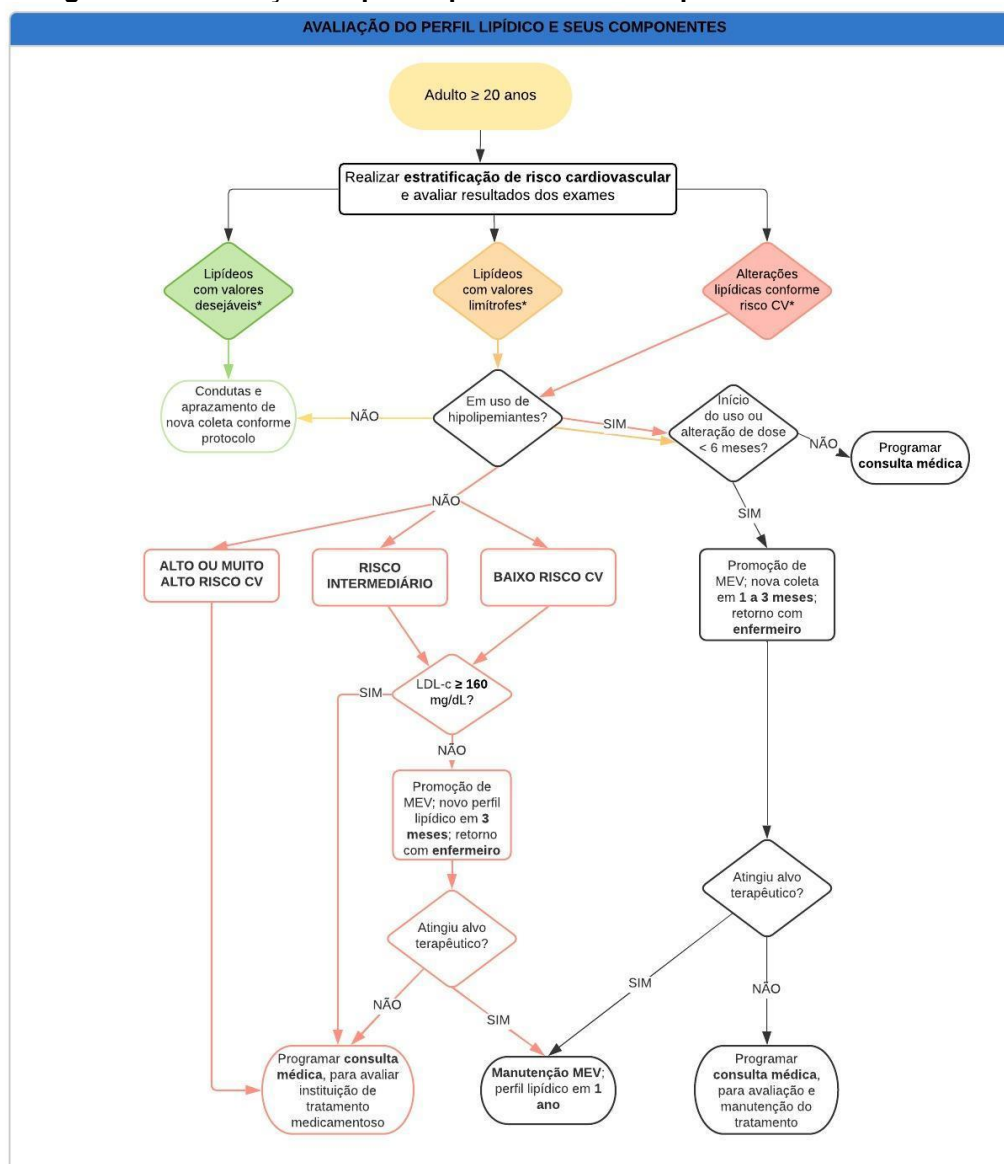 AVALIAÇÃO DO PERFIL LIPÍDICO E SEUS COMPONENTES
Adulto ≥ 20 anos
Realizar estratificação de risco cardiovascular
e avaliar resultados dos exames
Lipídeos
com valores
desejáveis*
Lipídeos
com valores
limítrofes*
Alterações
lipídicas conforme
risco CV*
Condutas e
aprazamento de
nova coleta conforme
protocolo
NÃO
Em uso de
hipolipemiantes?
SIM
Início
do uso ou
alteração de dose
< 6 meses?
NÃO
Programar
consulta médica
NÃO
SIM
ALTO OU MUITO
ALTO RISCO CV
RISCO
INTERMEDIÁRIO
BAIXO RISCO CV
Promoção de
MEV; nova coleta
em 1 a 3 meses;
retorno com
enfermeiro
SIM
LDL-c ≥ 160
mg/dL?
NÃO
Promoção de
MEV; novo perfil
lipídico em 3
meses; retorno
com enfermeiro
Atingiu alvo
terapêutico?
Atingiu alvo
terapêutico?
NÃO
SIM
SIM
NÃO
Programar consulta
médica, para avaliar
instituição de
tratamento
medicamentoso
Manutenção MEV;
perfil lipídico em 1
ano
Programar
consulta médica,
para avaliação e
manutenção do
tratamento